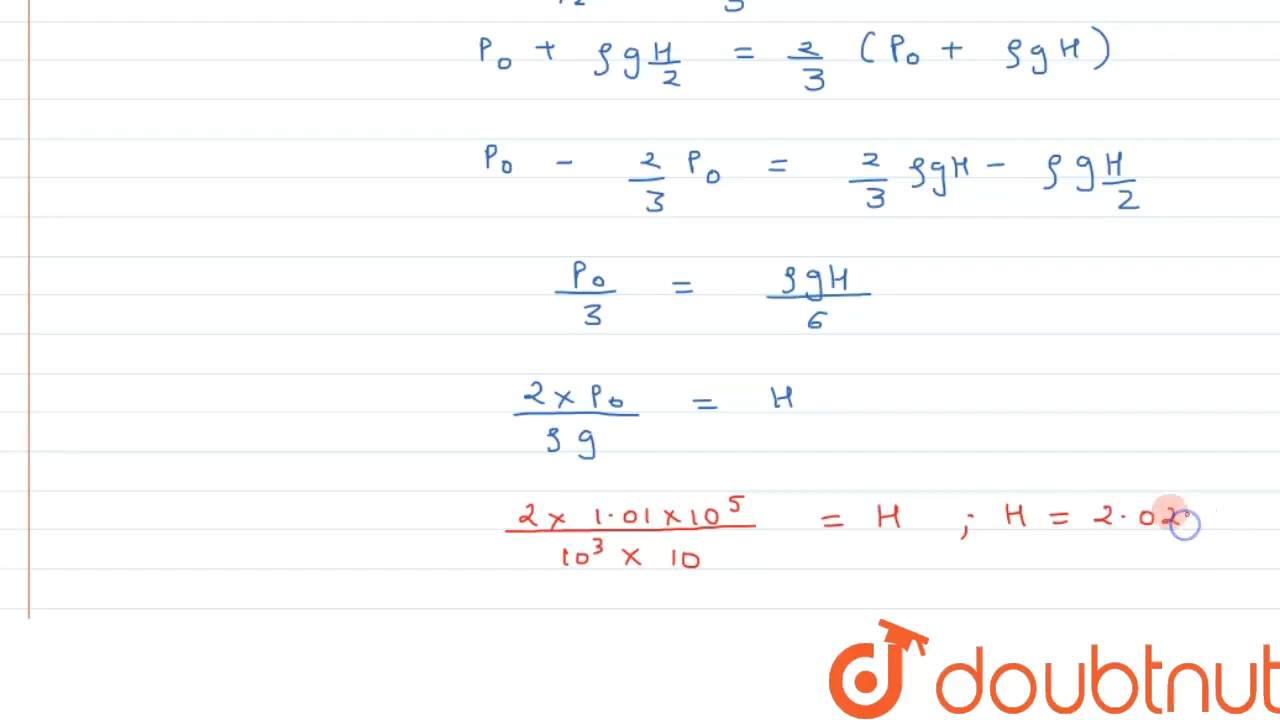 P₀ + ρg H/2 = 2/3 (P₀ + ρgH)
P₀ - 2/3 P₀ = 2/3 ρgH - ρg H/2
P₀/3 = ρgH/6
2 × P₀/ρg = H
2 × 1.01 × 10⁵/10³ × 10 = H ; H = 2.02
doubtnut